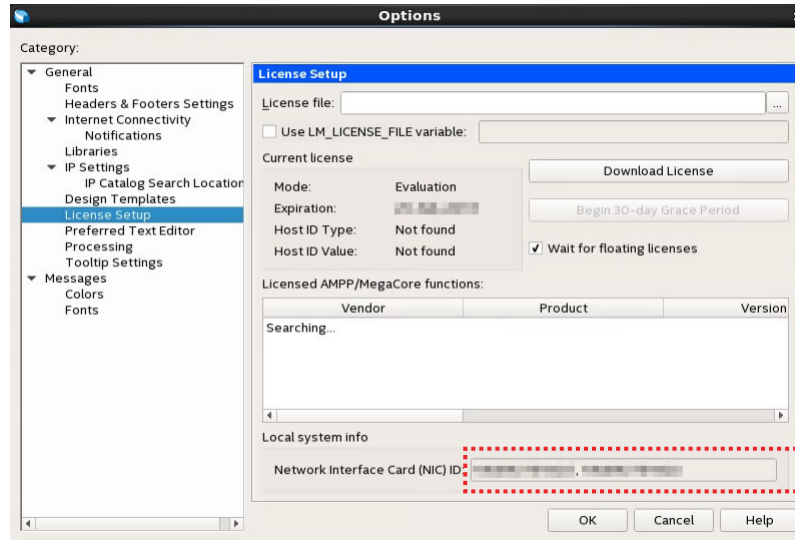 Options
Category:
General
Fonts
Headers & Footers Settings
Internet Connectivity
Notifications
Libraries
IP Settings
IP Catalog Search Location
Design Templates
License Setup
Preferred Text Editor
Processing
Tooltip Settings
Messages
Colors
Fonts
License Setup
License file:
...
Use LM_LICENSE_FILE variable:
Current license
Mode: Evaluation
Expiration:
Host ID Type: Not found
Host ID Value: Not found
Download License
Begin 30-day Grace Period
Wait for floating licenses
Licensed AMPP/MegaCore functions:
Vendor Product Version
Searching...
Local system info
Network Interface Card (NIC) ID:
OK Cancel Help